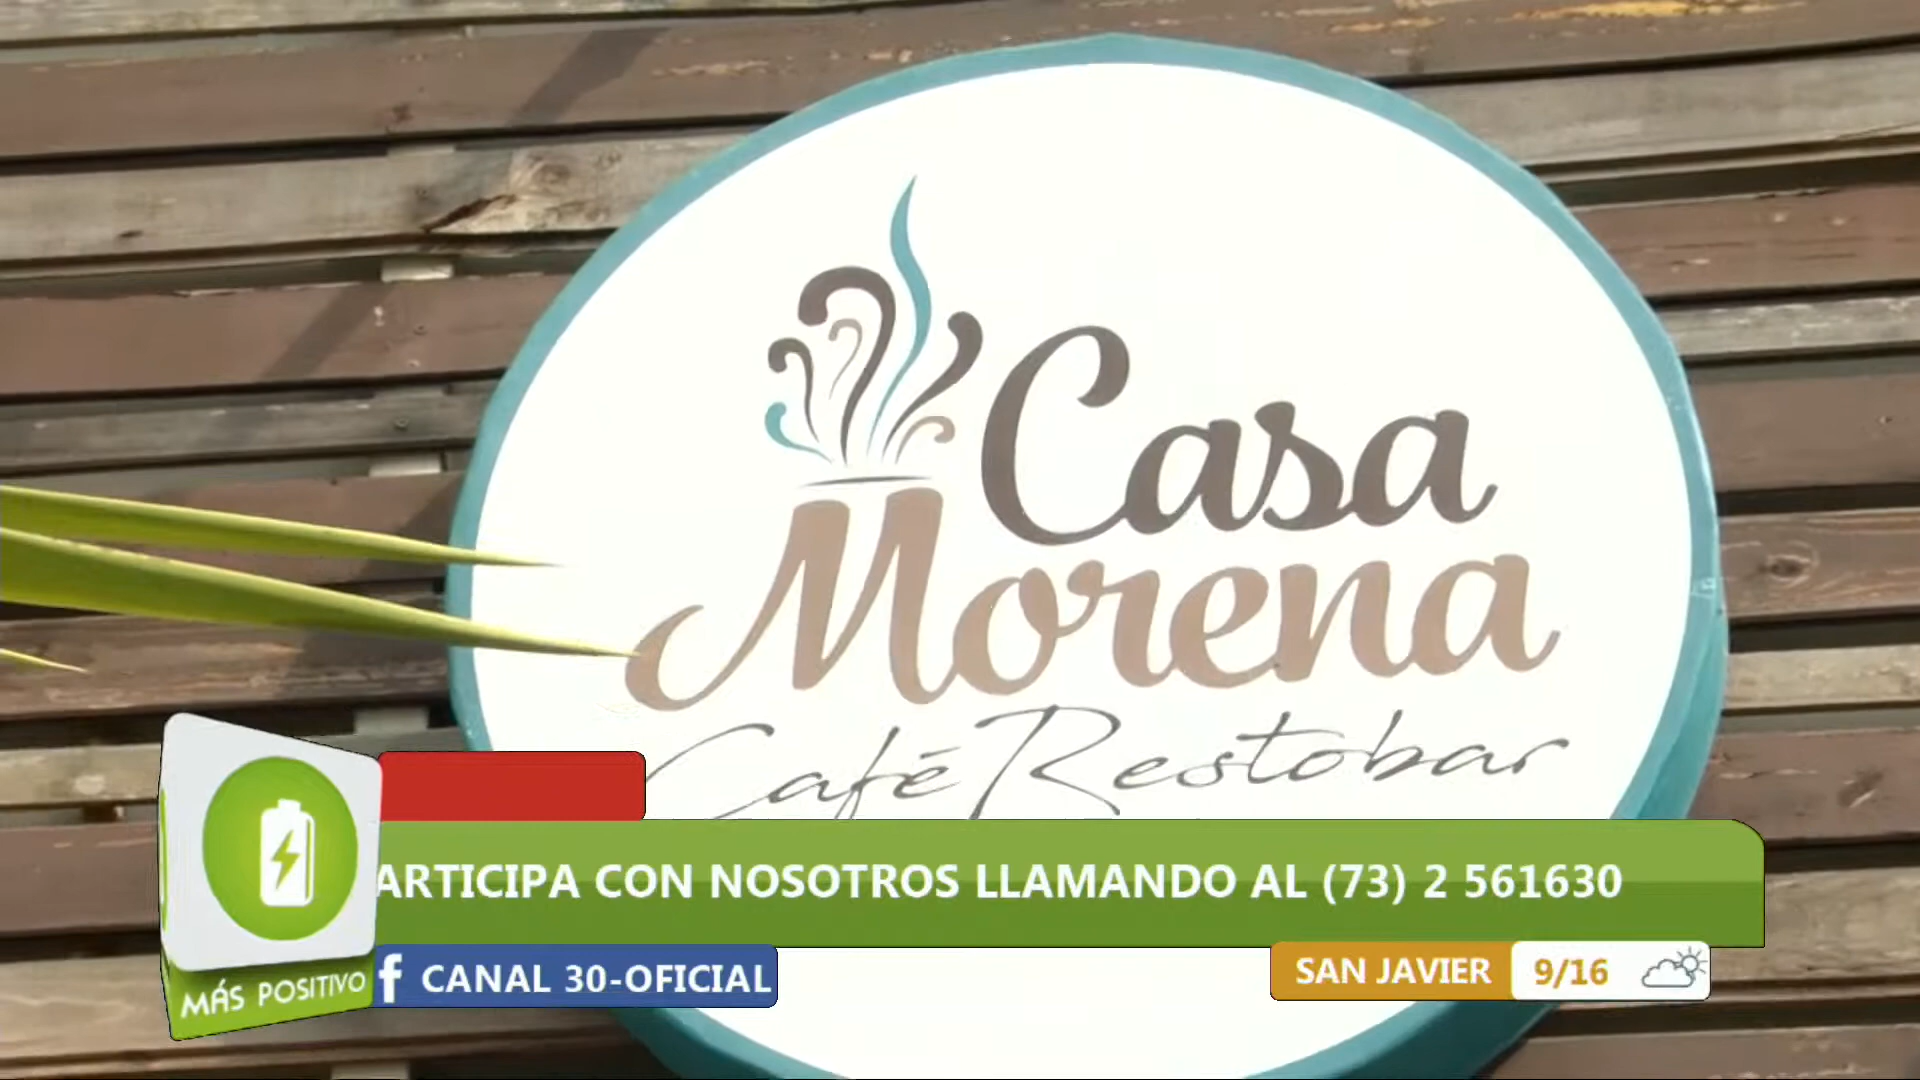 Casa
Morena
Café Restobar
ARTICIPA CON NOSOTROS LLAMANDO AL (73) 2 561630
MÁS POSITIVO
f CANAL 30-OFICIAL
SAN JAVIER 9/16